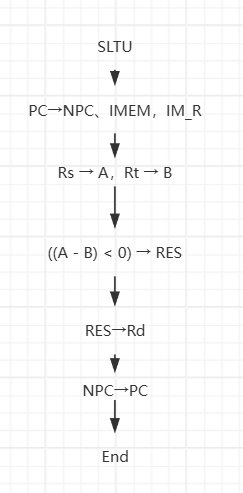 SLTU
PC→NPC、IMEM，IM_R
Rs → A，Rt → B
((A - B) < 0) → RES
RES→Rd
NPC→PC
End